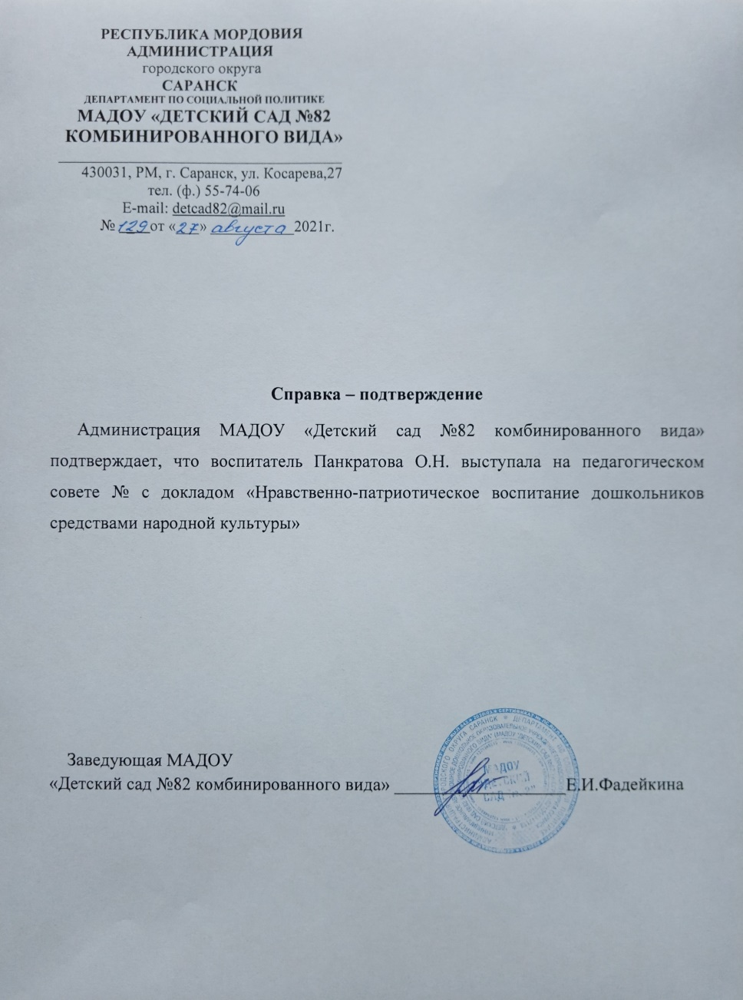 РЕСПУБЛИКА МОРДОВИЯ
АДМИНИСТРАЦИЯ
городского округа
САРАНСК
ДЕПАРТАМЕНТ ПО СОЦИАЛЬНОЙ ПОЛИТИКЕ
МАДОУ «ДЕТСКИЙ САД №82
КОМБИНИРОВАННОГО ВИДА»
430031, РМ, г. Саранск, ул. Косарева,27
тел. (ф.) 55-74-06
E-mail: detcad82@mail.ru
№ 129 от «27» августа 2021г.
Справка – подтверждение
Администрация МАДОУ «Детский сад №82 комбинированного вида»
подтверждает, что воспитатель Панкратова О.Н. выступала на педагогическом
совете № с докладом «Нравственно-патриотическое воспитание дошкольников
средствами народной культуры»
Заведующая МАДОУ
«Детский сад №82 комбинированного вида» Е.И.Фадейкина
МАДОУ
ДЕТСКИЙ
САД